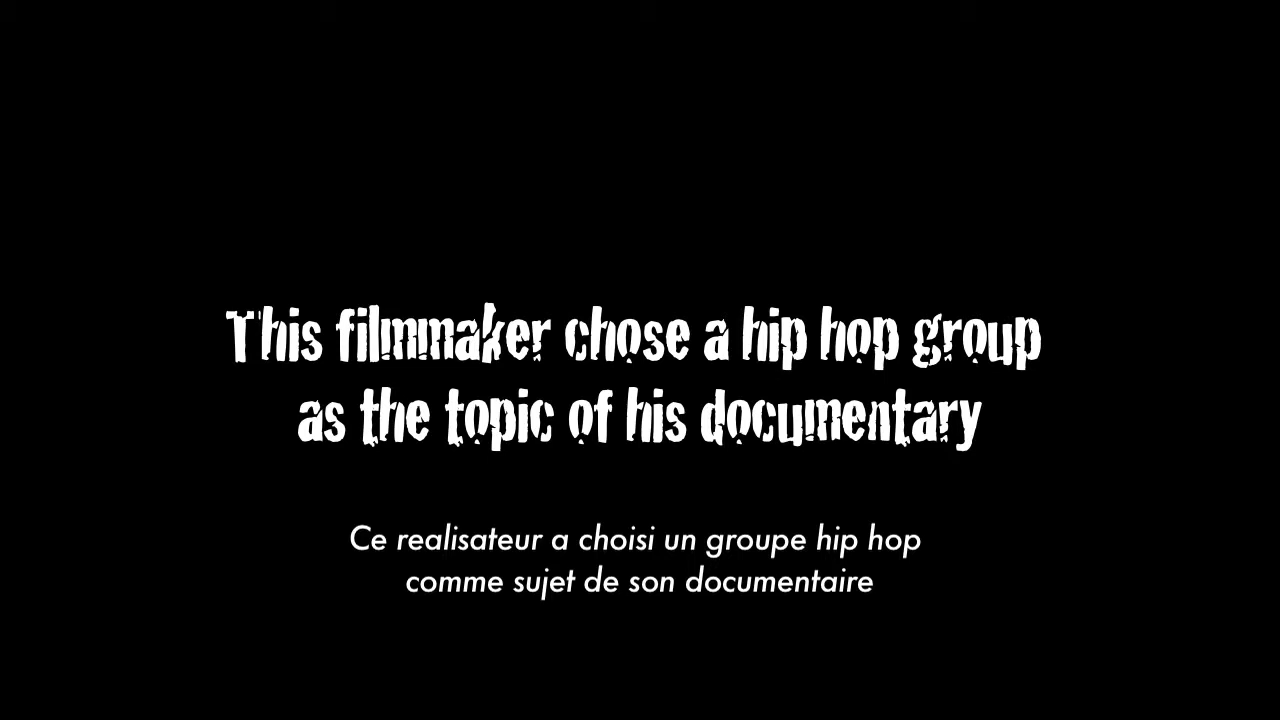 This filmmaker chose a hip hop group
as the topic of his documentary
Ce realisateur a choisi un groupe hip hop
comme sujet de son documentaire